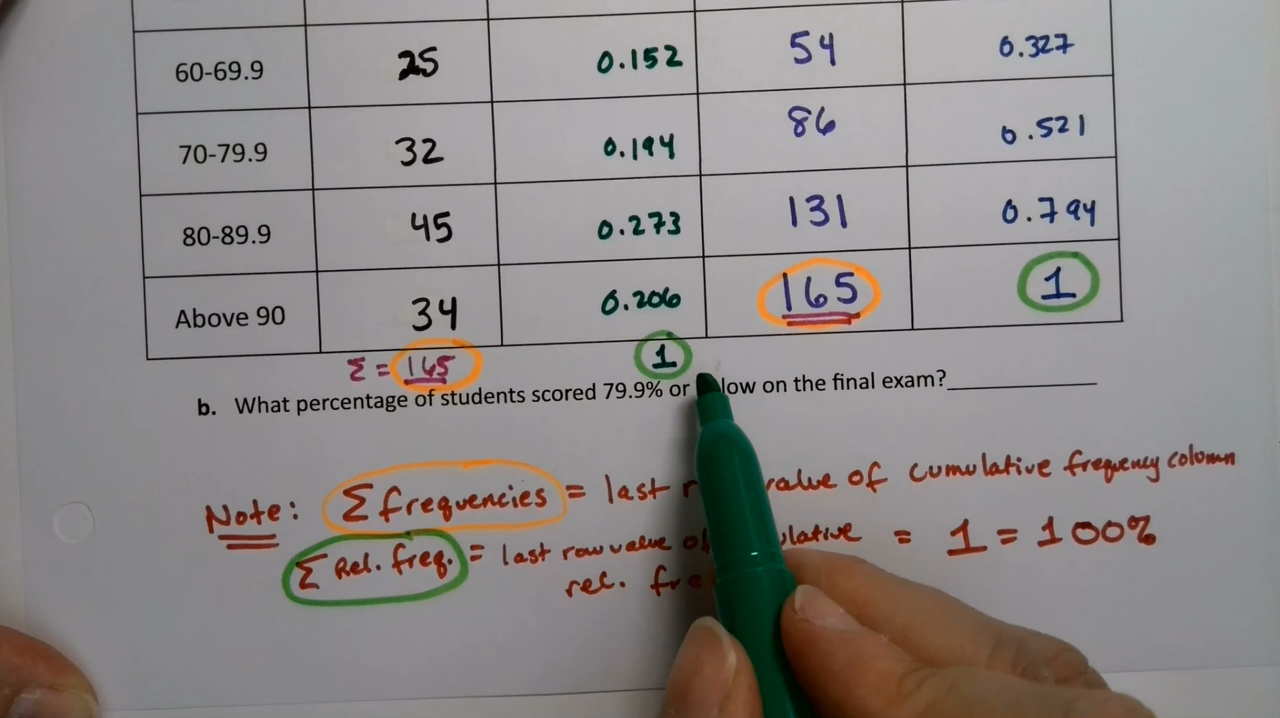 60-69.9 25 0.152 54 0.327
70-79.9 32 0.194 86 0.521
80-89.9 45 0.273 131 0.794
Above 90 34 0.206 165 1
Σ = 165 1
b. What percentage of students scored 79.9% or low on the final exam?____________
Note: Σ frequencies = last value of cumulative frequency column
Σ Rel. freq. = last row value = 1 = 100%
rel.